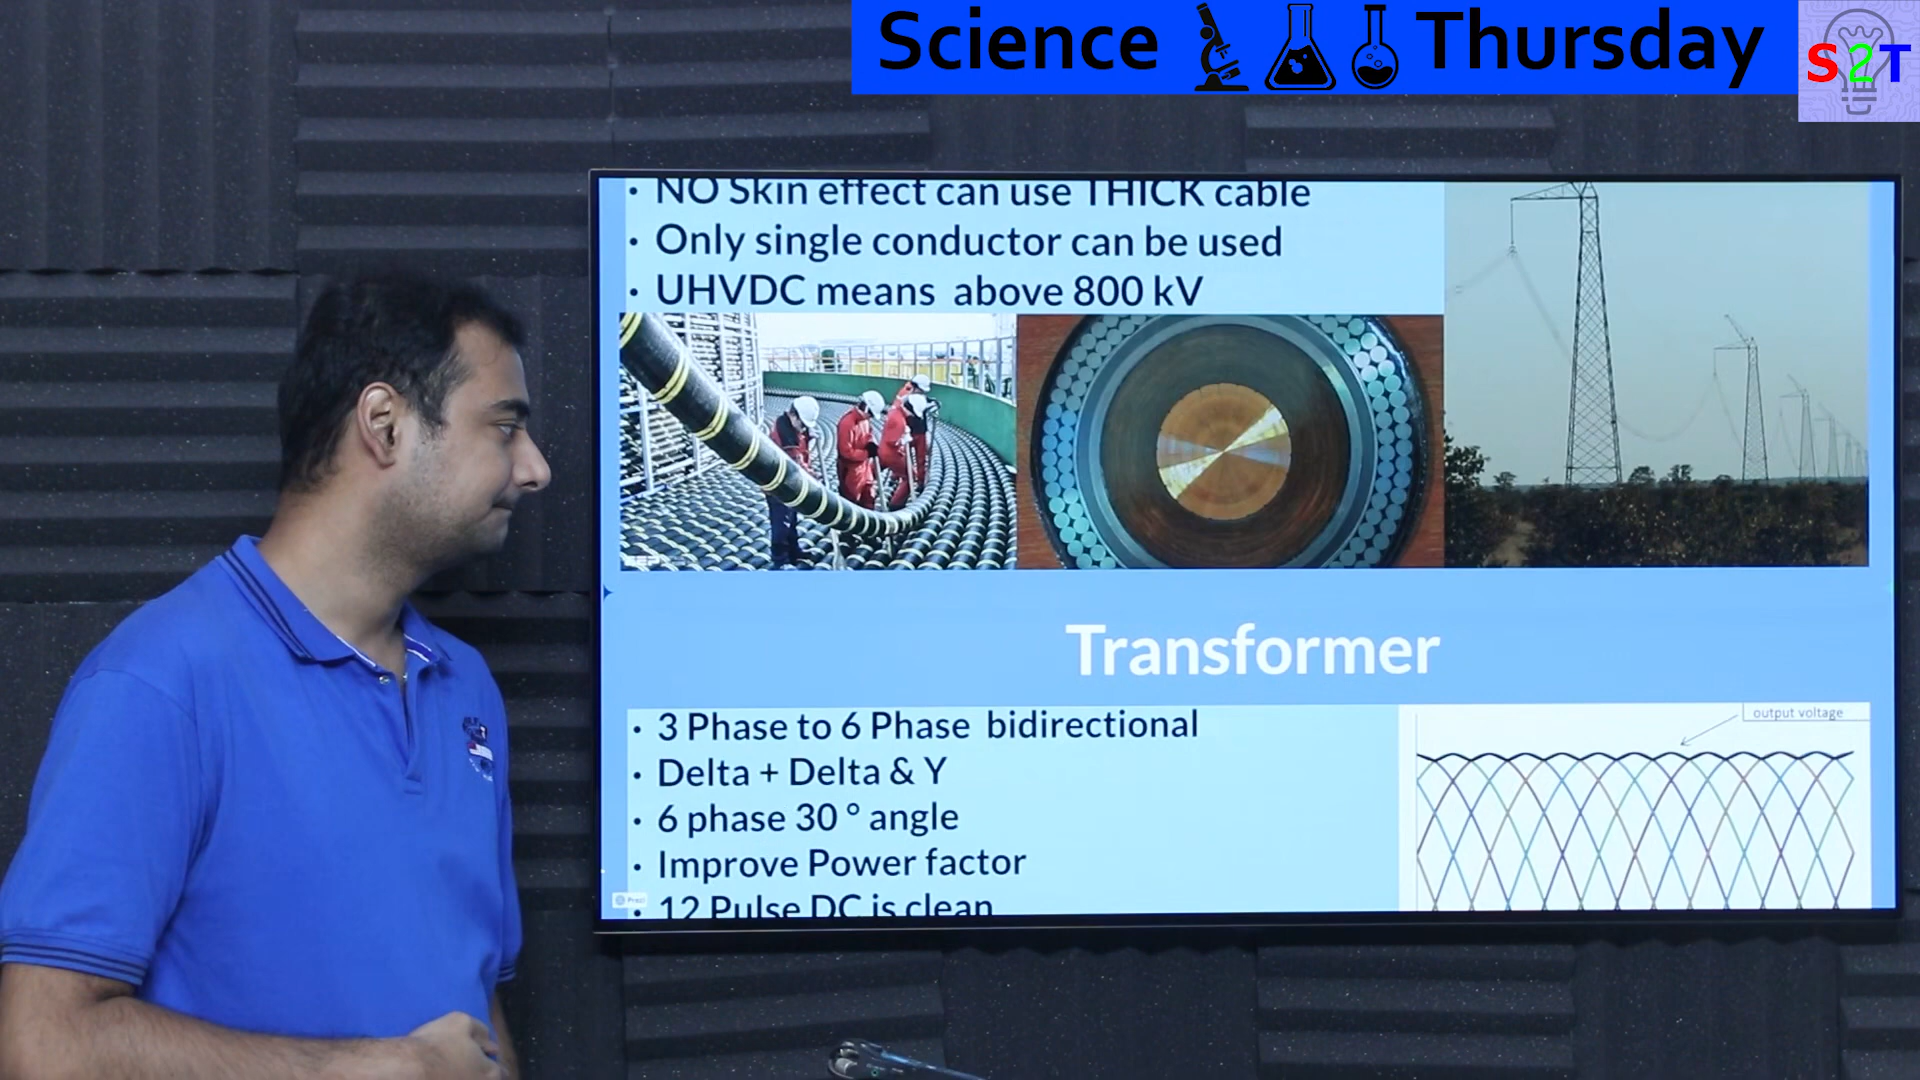 Science Thursday
S2T
• NO Skin effect can use THICK cable
• Only single conductor can be used
• UHVDC means above 800 kV
Transformer
• 3 Phase to 6 Phase bidirectional
• Delta + Delta & Y
• 6 phase 30 ° angle
• Improve Power factor
• 12 Pulse DC is clean
output voltage
Prezi